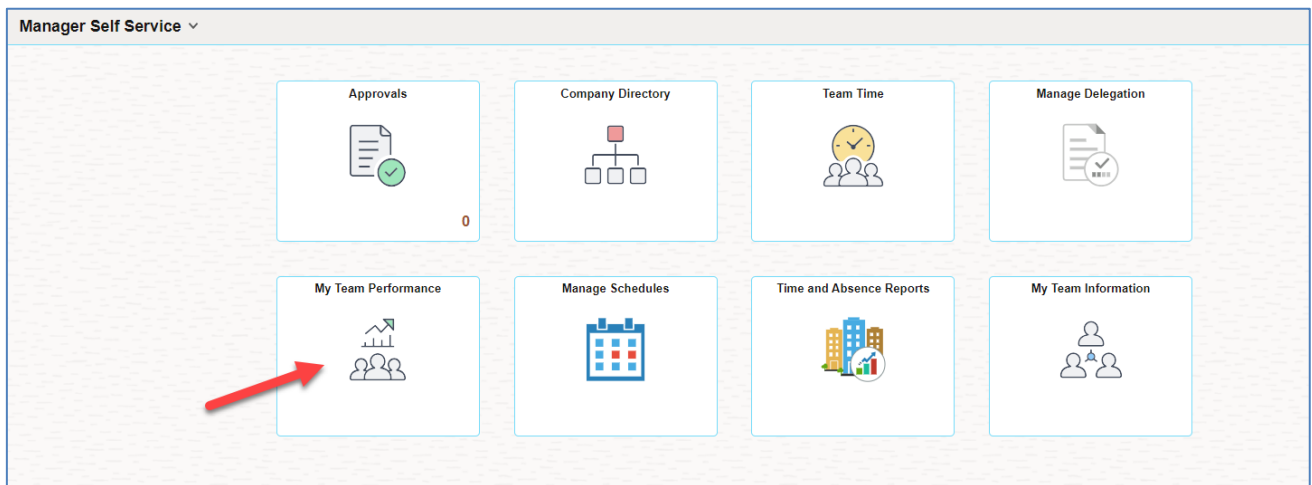 Manager Self Service
Approvals
Company Directory
Team Time
Manage Delegation
0
My Team Performance
Manage Schedules
Time and Absence Reports
My Team Information